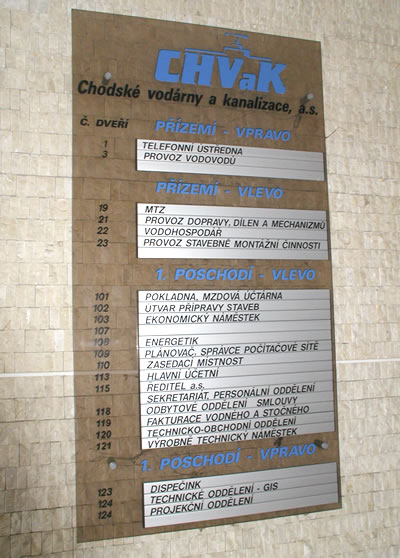 CHVaK
Chodské vodárny a kanalizace, a.s.
Č. DVEŘÍ PŘÍZEMÍ - VPRAVO
1 TELEFONNÍ ÚSTŘEDNA
3 PROVOZ VODOVODŮ
PŘÍZEMÍ - VLEVO
19 MTZ
21 PROVOZ DOPRAVY, DÍLEN A MECHANIZMŮ
22 VODOHOSPODÁŘ
23 PROVOZ STAVEBNĚ MONTAŽNÍ ČINNOSTI
1. POSCHODÍ - VLEVO
101 POKLADNA, MZDOVÁ ÚČTÁRNA
102 ÚTVAR PŘÍPRAVY STAVEB
103 EKONOMICKÝ NÁMĚSTEK
107
108 ENERGETIK
109 PLÁNOVAČ, SPRÁVCE POČÍTAČOVÉ SÍTĚ
110 ZASEDACÍ MÍSTNOST
113 HLAVNÍ ÚČETNÍ
115 ŘEDITEL a.s.
SEKRETARIÁT, PERSONÁLNÍ ODDĚLENÍ
118 ODBYTOVÉ ODDĚLENÍ SMLOUVY
119 FAKTURACE VODNÉHO A STOČNÉHO
120 TECHNICKO-OBCHODNÍ ODDĚLENÍ
121 VÝROBNĚ TECHNICKÝ NÁMĚSTEK
1. POSCHODÍ - VPRAVO
123 DISPEČINK
124 TECHNICKÉ ODDĚLENÍ - GIS
124 PROJEKČNÍ ODDĚLENÍ